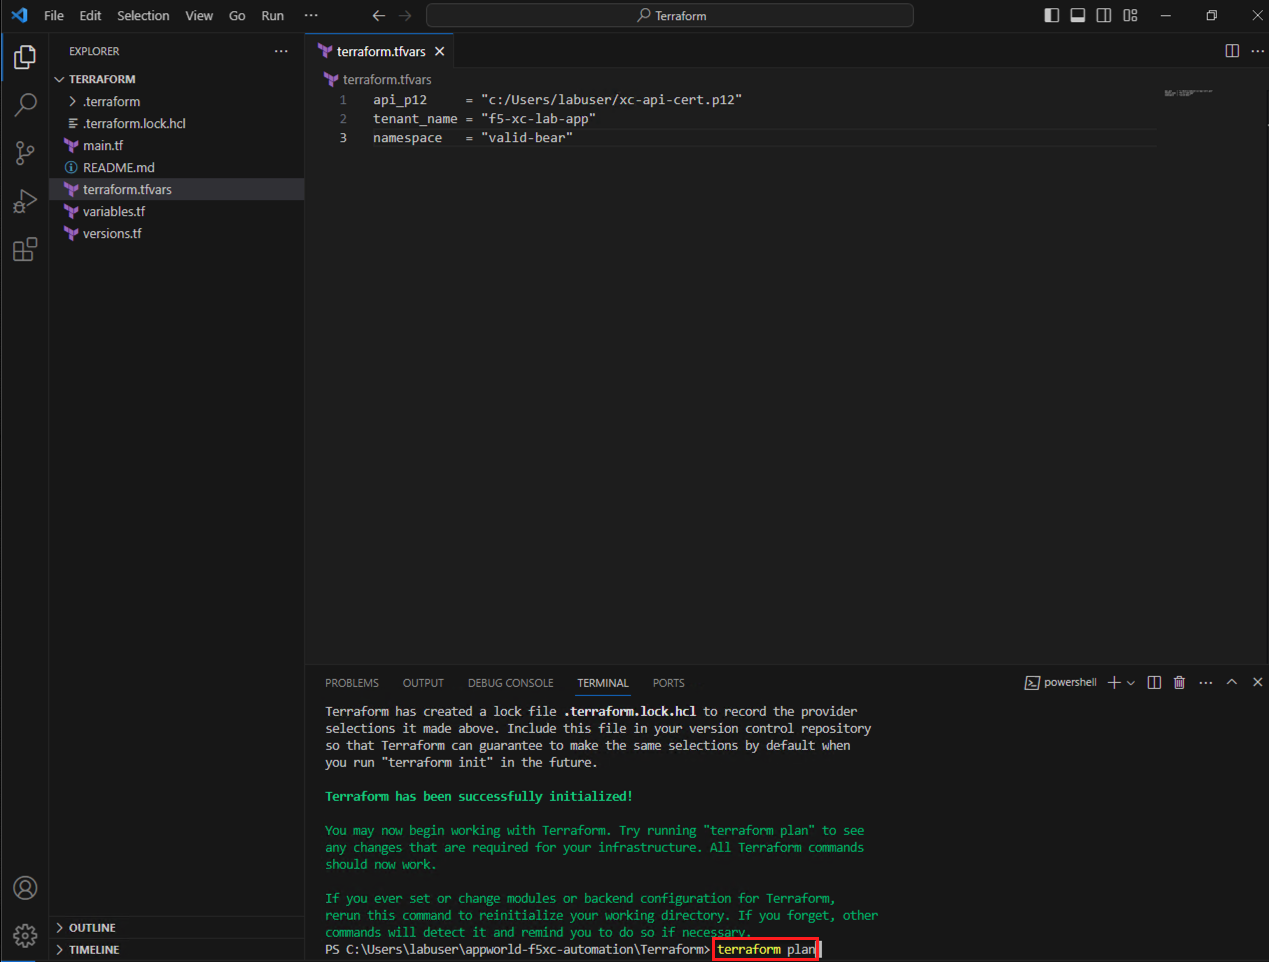 File Edit Selection View Go Run ···
Terraform
EXPLORER
TERRAFORM
.terraform
.terraform.lock.hcl
main.tf
README.md
terraform.tfvars
variables.tf
versions.tf
OUTLINE
TIMELINE
terraform.tfvars
terraform.tfvars
1 api_p12 = "c:/Users/labuser/xc-api-cert.p12"
2 tenant_name = "f5-xc-lab-app"
3 namespace = "valid-bear"
PROBLEMS OUTPUT DEBUG CONSOLE TERMINAL PORTS
powershell
Terraform has created a lock file .terraform.lock.hcl to record the provider
selections it made above. Include this file in your version control repository
so that Terraform can guarantee to make the same selections by default when
you run "terraform init" in the future.
Terraform has been successfully initialized!
You may now begin working with Terraform. Try running "terraform plan" to see
any changes that are required for your infrastructure. All Terraform commands
should now work.
If you ever set or change modules or backend configuration for Terraform,
rerun this command to reinitialize your working directory. If you forget, other
commands will detect it and remind you to do so if necessary.
PS C:\Users\labuser\appworld-f5xc-automation\Terraform> terraform plan